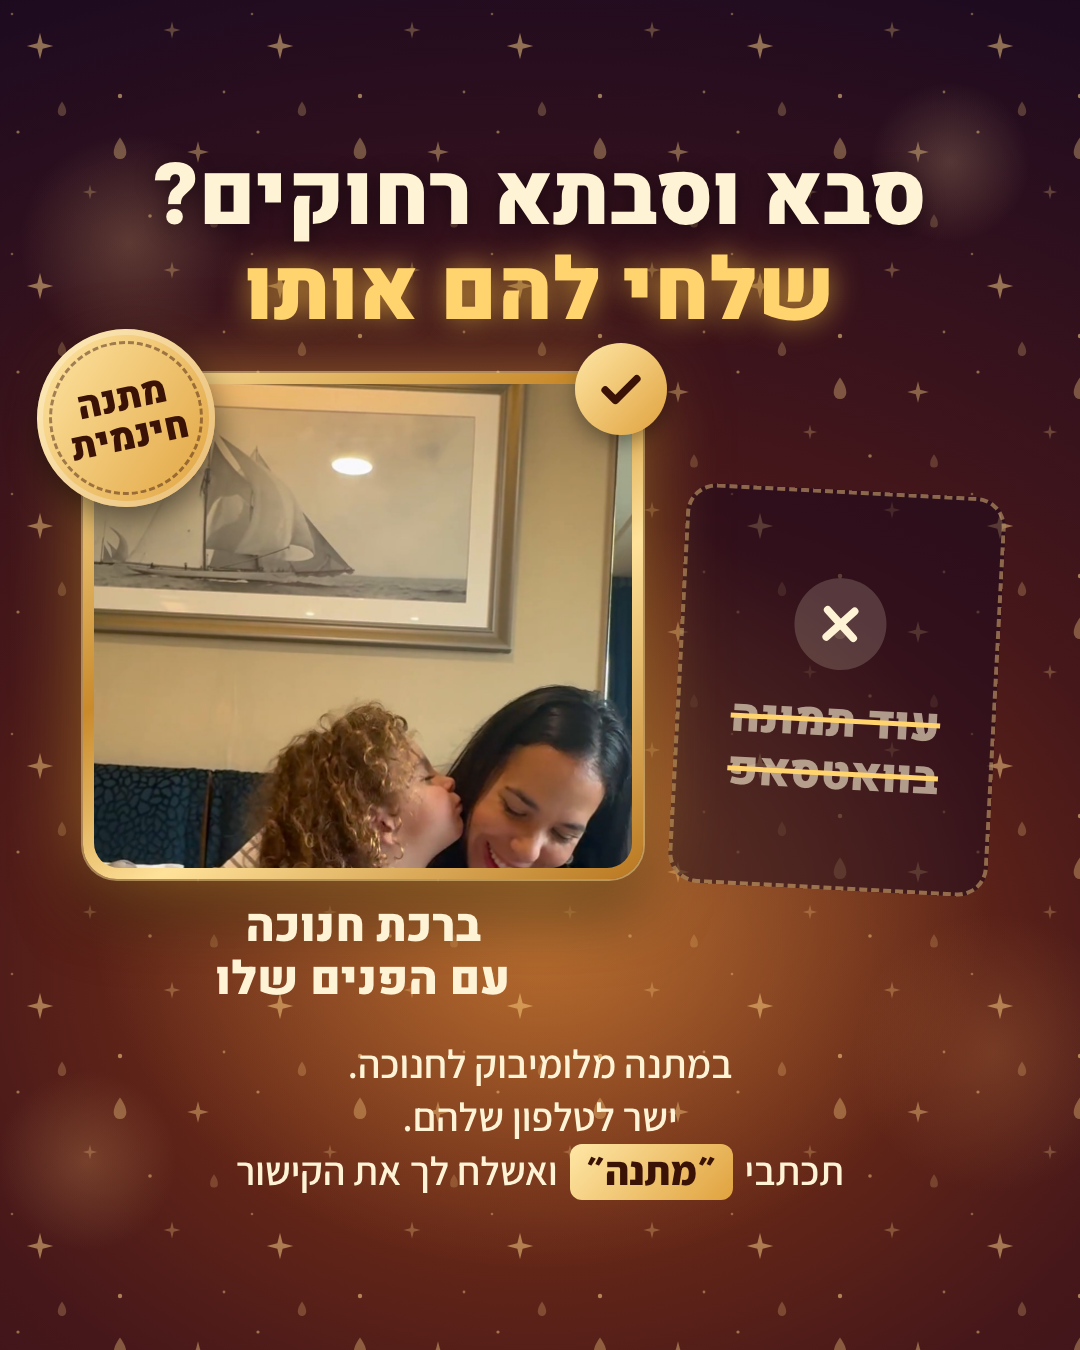 סבא וסבתא רחוקים?
שלחי להם אותו
מתנה
חינמית
עוד תמונה
בוואטסאפ
ברכת חנוכה
עם הפנים שלו
במתנה מלומיבוק לחנוכה.
ישר לטלפון שלהם.
תכתבי ״מתנה״ ואשלח לך את הקישור